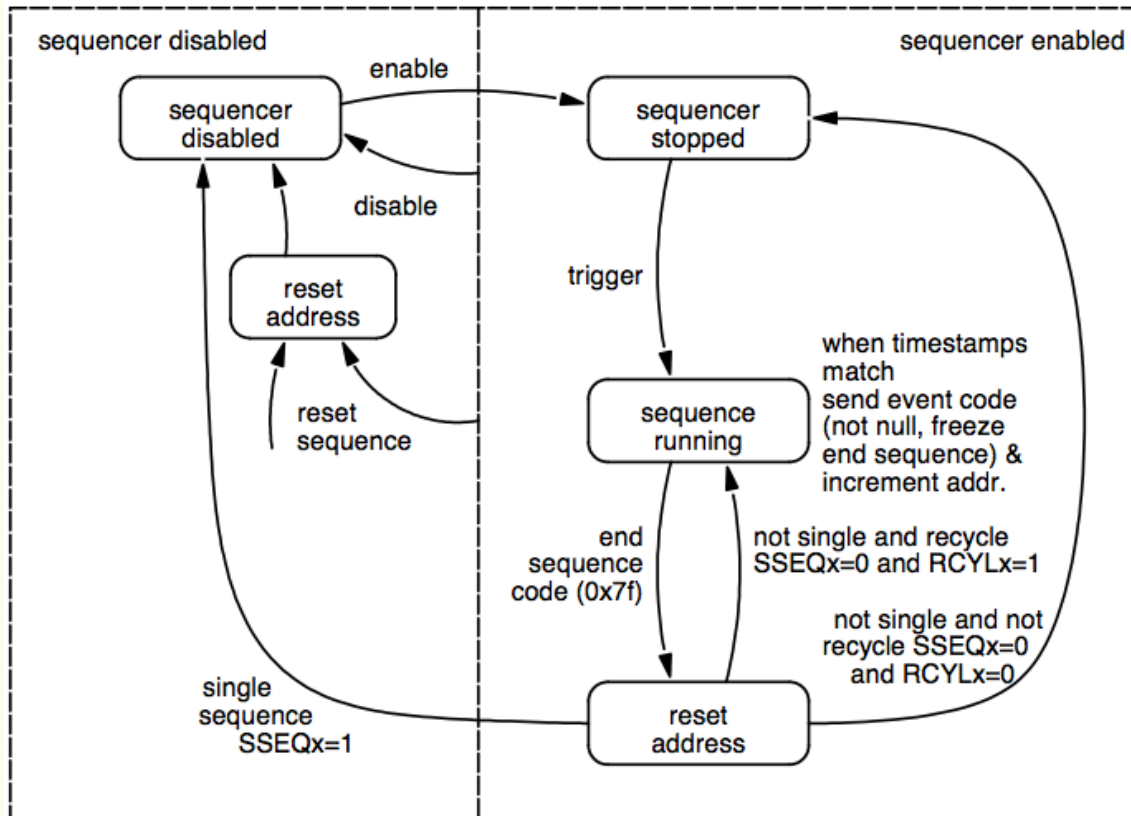 sequencer disabled
sequencer enabled
enable
sequencer
disabled
sequencer
stopped
disable
reset
address
trigger
reset
sequence
sequence
running
when timestamps
match
send event code
(not null, freeze
end sequence) &
increment addr.
end
sequence
code (0x7f)
not single and recycle
SSEQx=0 and RCYLx=1
not single and not
recycle SSEQx=0
and RCYLx=0
single
sequence
SSEQx=1
reset
address